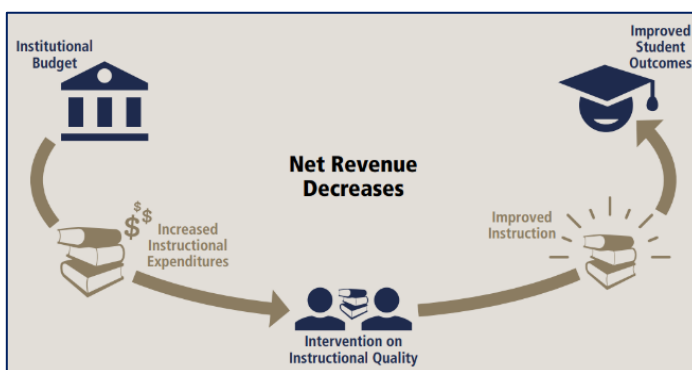 Institutional
Budget
Improved
Student
Outcomes
Net Revenue
Decreases
$$$
Increased
Instructional
Expenditures
Improved
Instruction
Intervention on
Instructional Quality